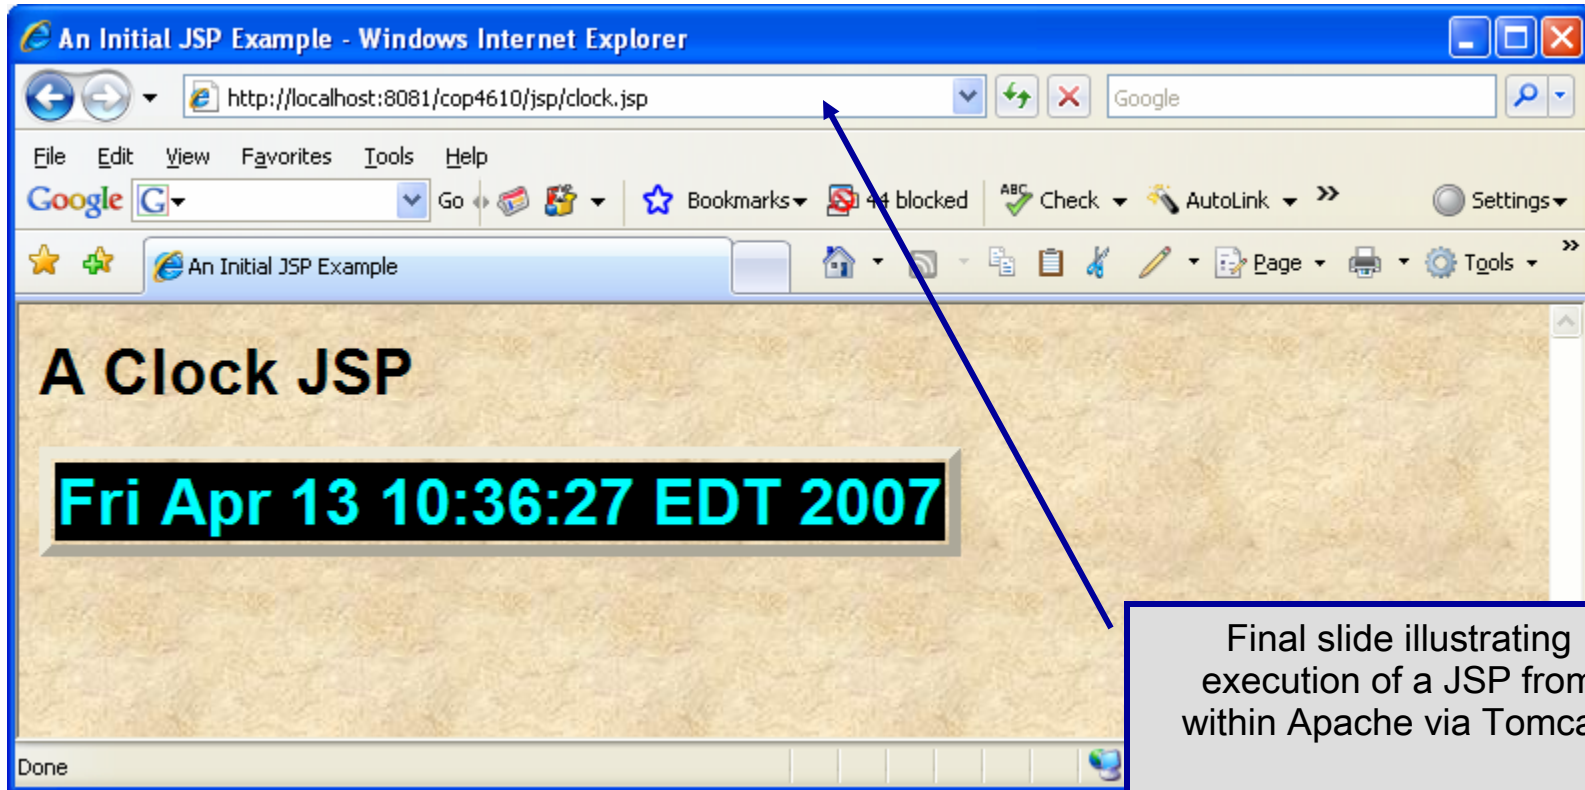 An Initial JSP Example - Windows Internet Explorer
http://localhost:8081/cop4610/jsp/clock.jsp
Google
File Edit View Favorites Tools Help
Google G Go Bookmarks 44 blocked ABC Check AutoLink >> Settings
An Initial JSP Example Page Tools >>
A Clock JSP
Fri Apr 13 10:36:27 EDT 2007
Final slide illustrating
execution of a JSP from
within Apache via Tomca
Done